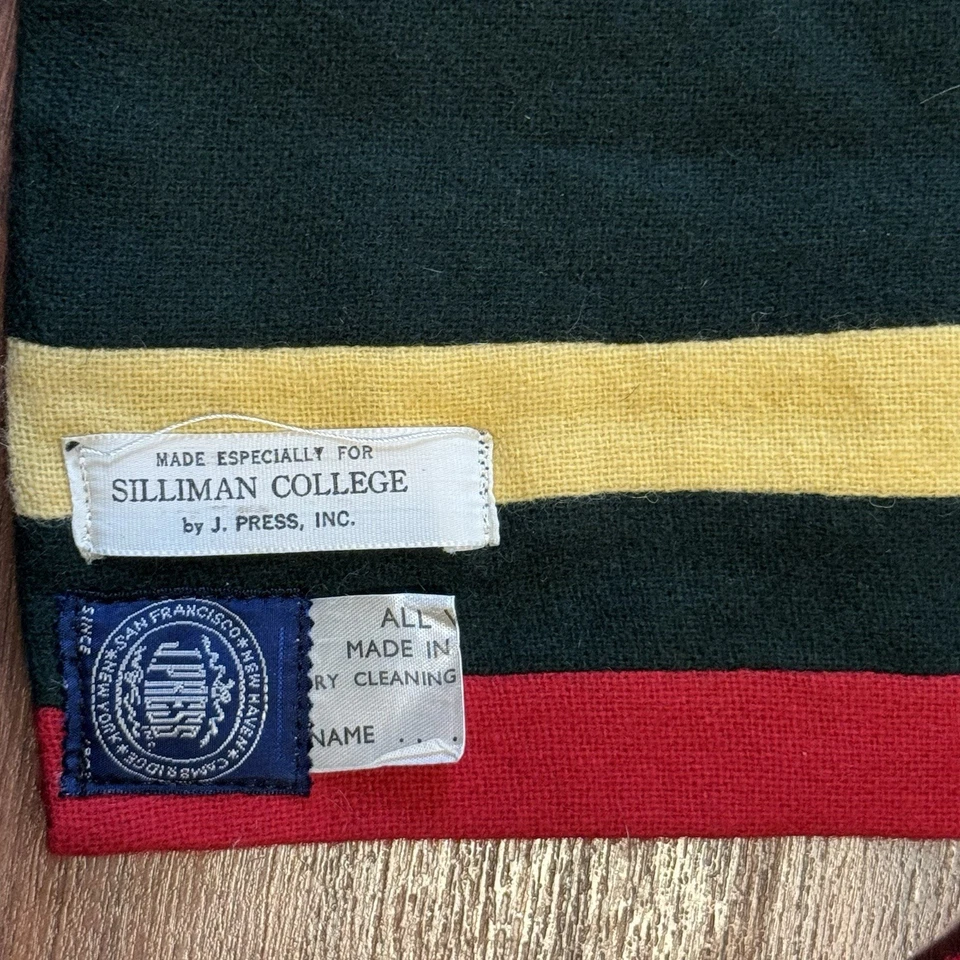 MADE ESPECIALLY FOR
SILLIMAN COLLEGE
by J. PRESS, INC.
SINCE
SAN FRANCISCO * NEW HAVEN * CAMBRIDGE * NEW YORK *
J.PRESS
ALL
MADE IN
RY CLEANING
NAME . . .